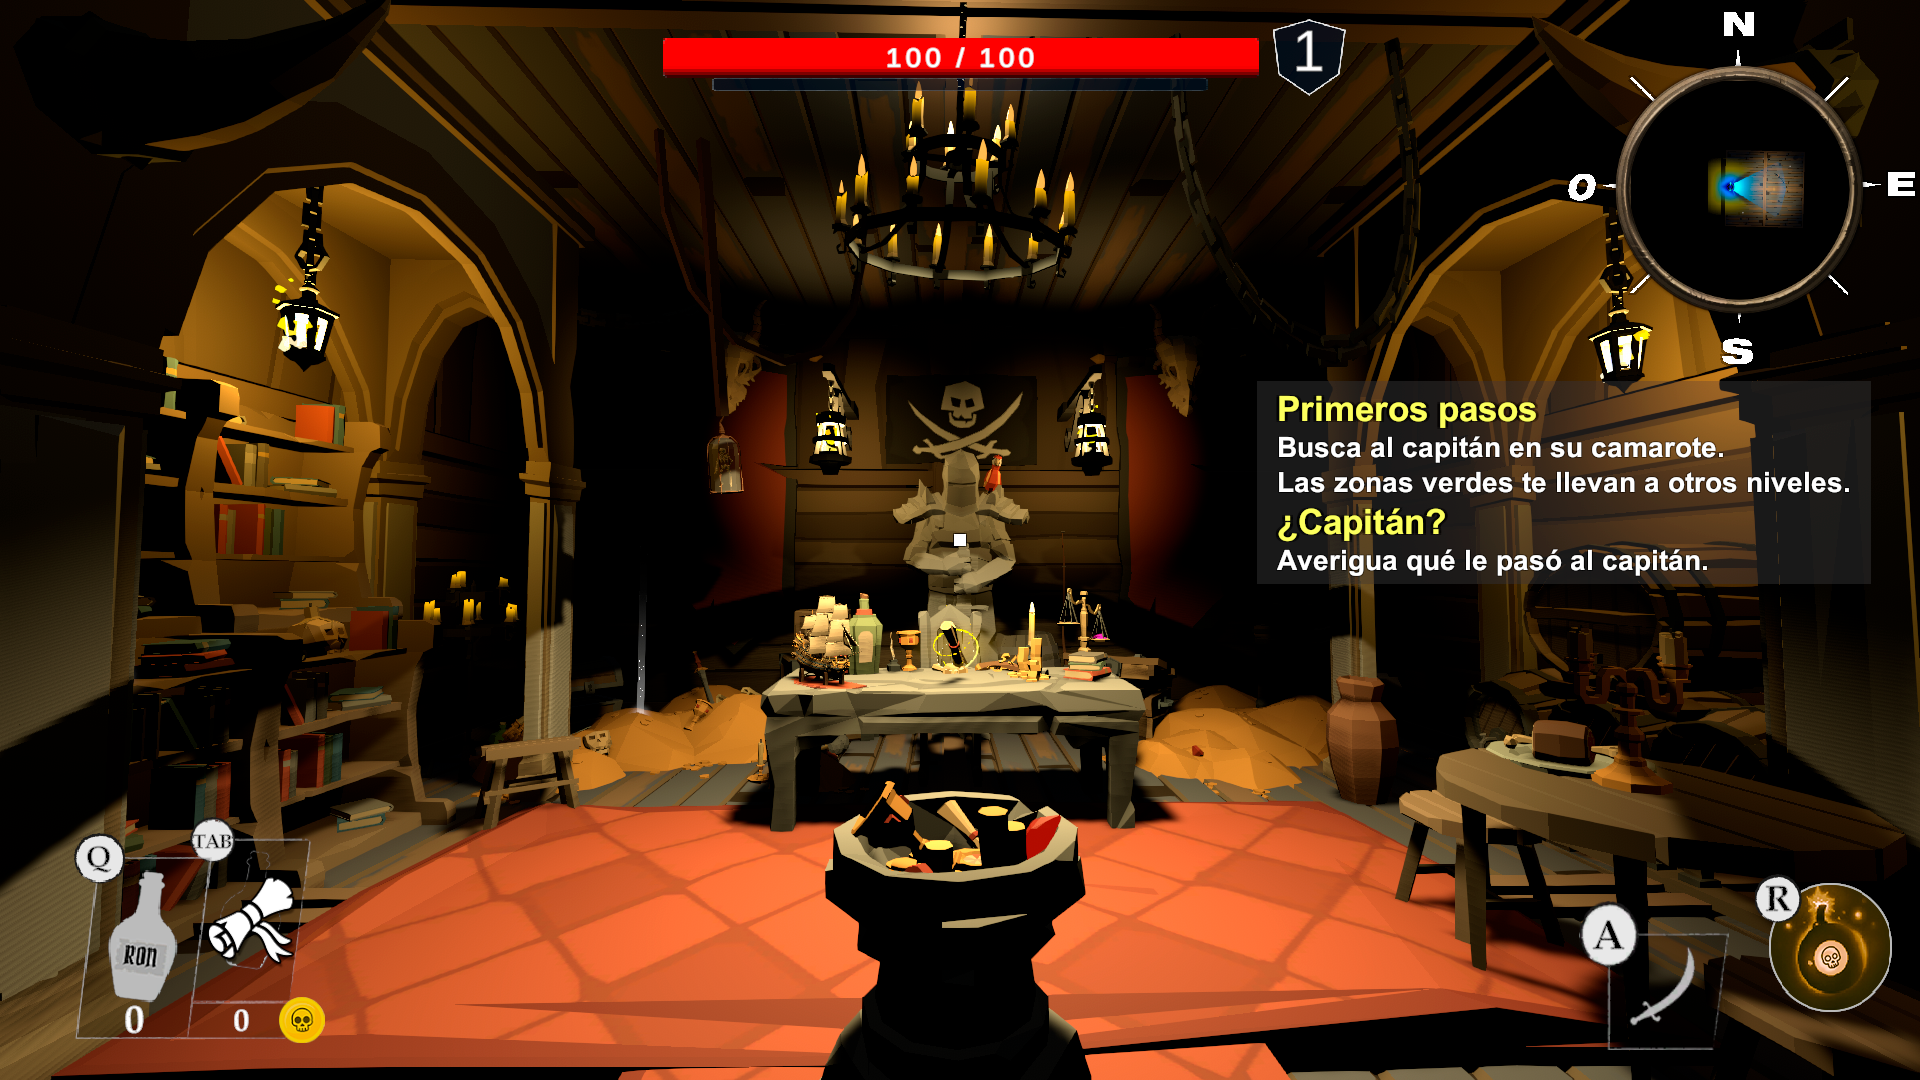 100 / 100
1
N
O
E
S
Primeros pasos
Busca al capitán en su camarote.
Las zonas verdes te llevan a otros niveles.
¿Capitán?
Averigua qué le pasó al capitán.
Q
TAB
RON
0
0
A
R